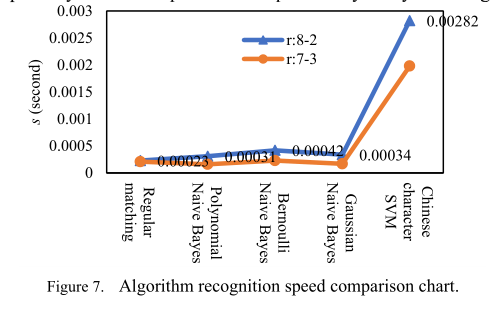 0.003
0.0025
0.002
0.0015
0.001
0.0005
0
s (second)
r:8-2
r:7-3
0.00023
0.00031
0.00042
0.00034
0.00282
Regular
matching
Polynomial
Naive Bayes
Bernoulli
Naive Bayes
Gaussian
Naive Bayes
Chinese
character
SVM
Figure 7. Algorithm recognition speed comparison chart.